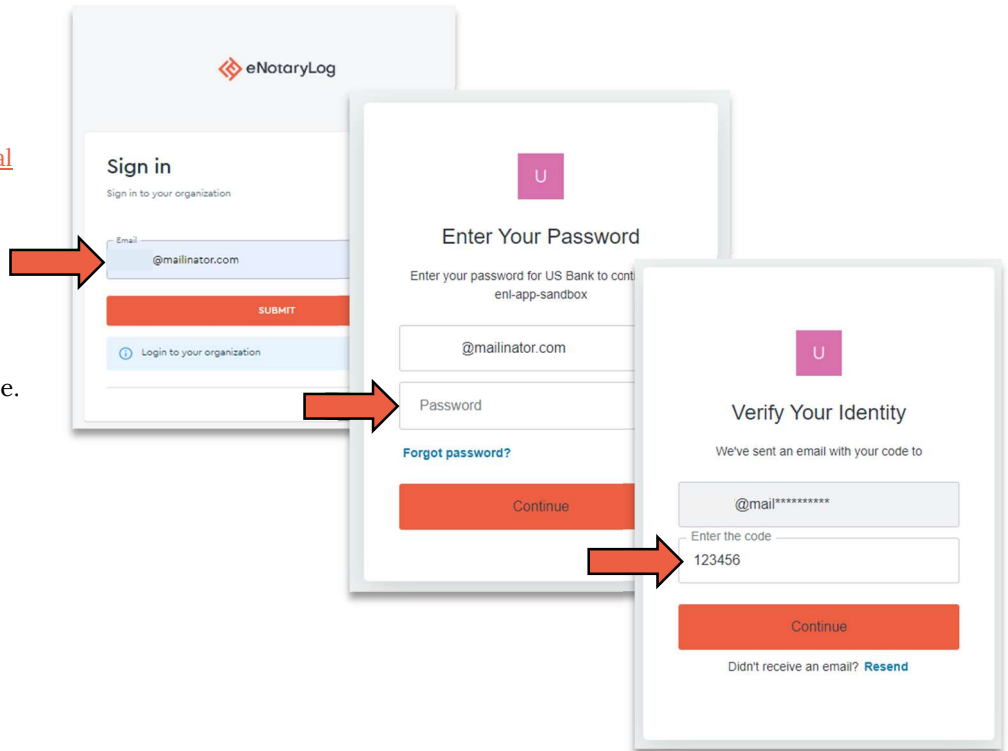 al
e.
eNotaryLog
Sign in
Sign in to your organization
Email
@mailinator.com
SUBMIT
Login to your organization
U
Enter Your Password
Enter your password for US Bank to conti
enl-app-sandbox
@mailinator.com
Password
Forgot password?
Continue
U
Verify Your Identity
We've sent an email with your code to
@mail**********
Enter the code
123456
Continue
Didn't receive an email? Resend